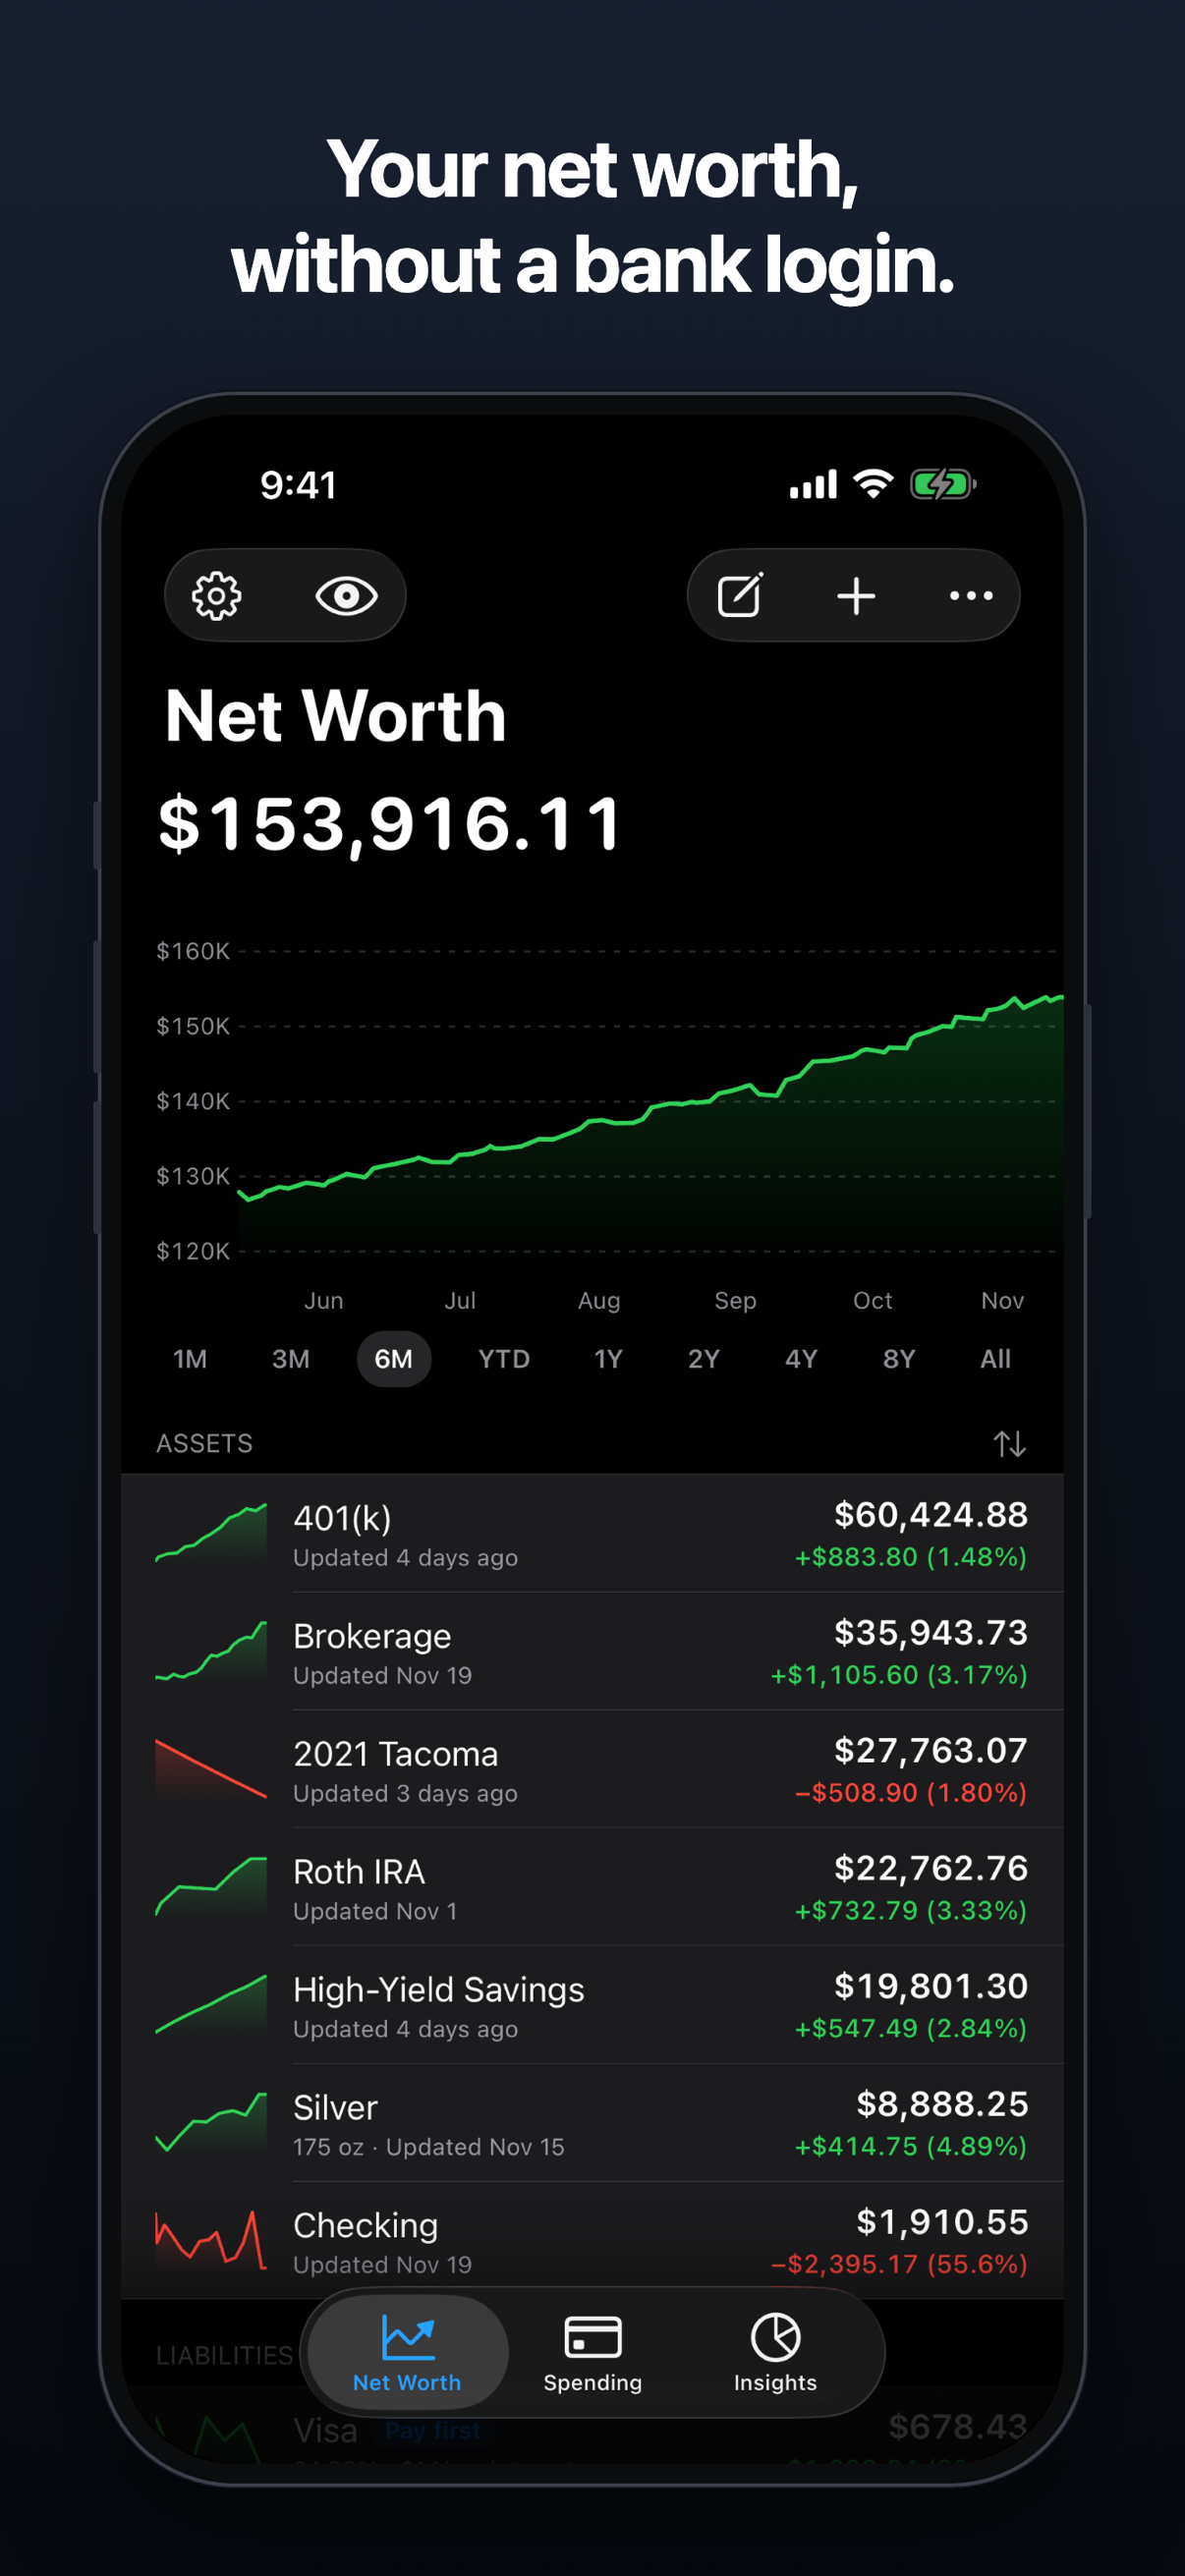 Your net worth,
without a bank login.
9:41
Net Worth
$153,916.11
$160K
$150K
$140K
$130K
$120K
Jun Jul Aug Sep Oct Nov
1M 3M 6M YTD 1Y 2Y 4Y 8Y All
ASSETS
401(k) $60,424.88
Updated 4 days ago +$883.80 (1.48%)
Brokerage $35,943.73
Updated Nov 19 +$1,105.60 (3.17%)
2021 Tacoma $27,763.07
Updated 3 days ago −$508.90 (1.80%)
Roth IRA $22,762.76
Updated Nov 1 +$732.79 (3.33%)
High-Yield Savings $19,801.30
Updated 4 days ago +$547.49 (2.84%)
Silver $8,888.25
175 oz · Updated Nov 15 +$414.75 (4.89%)
Checking $1,910.55
Updated Nov 19 −$2,395.17 (55.6%)
LIABILITIES
Net Worth Spending Insights
Visa Pay first $678.43